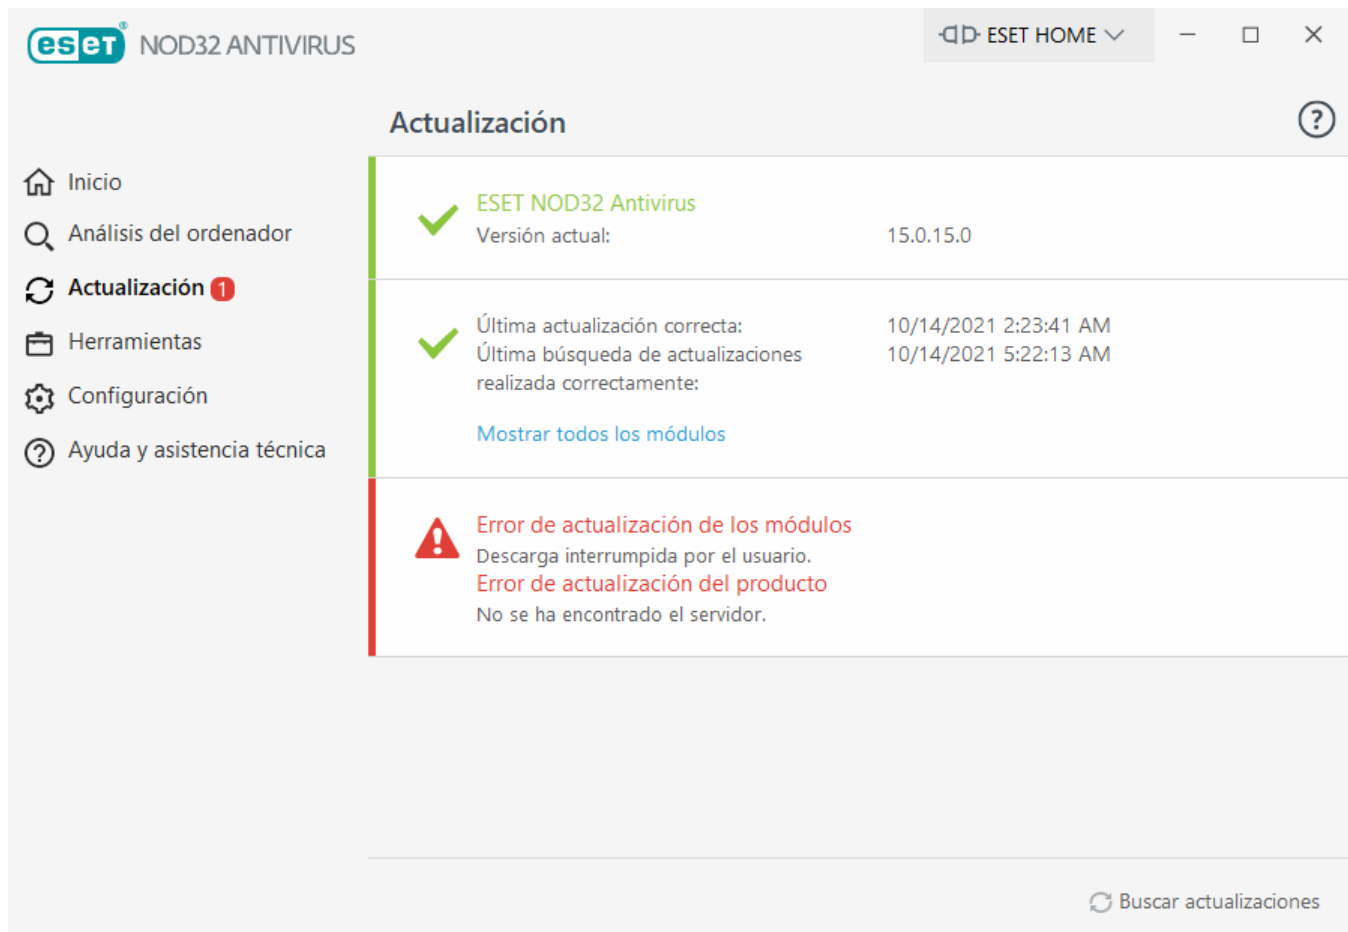 eset® NOD32 ANTIVIRUS
ESET HOME
Actualización
?
Inicio
Análisis del ordenador
Actualización 1
Herramientas
Configuración
Ayuda y asistencia técnica
ESET NOD32 Antivirus
Versión actual: 15.0.15.0
Última actualización correcta: 10/14/2021 2:23:41 AM
Última búsqueda de actualizaciones 10/14/2021 5:22:13 AM
realizada correctamente:
Mostrar todos los módulos
Error de actualización de los módulos
Descarga interrumpida por el usuario.
Error de actualización del producto
No se ha encontrado el servidor.
Buscar actualizaciones